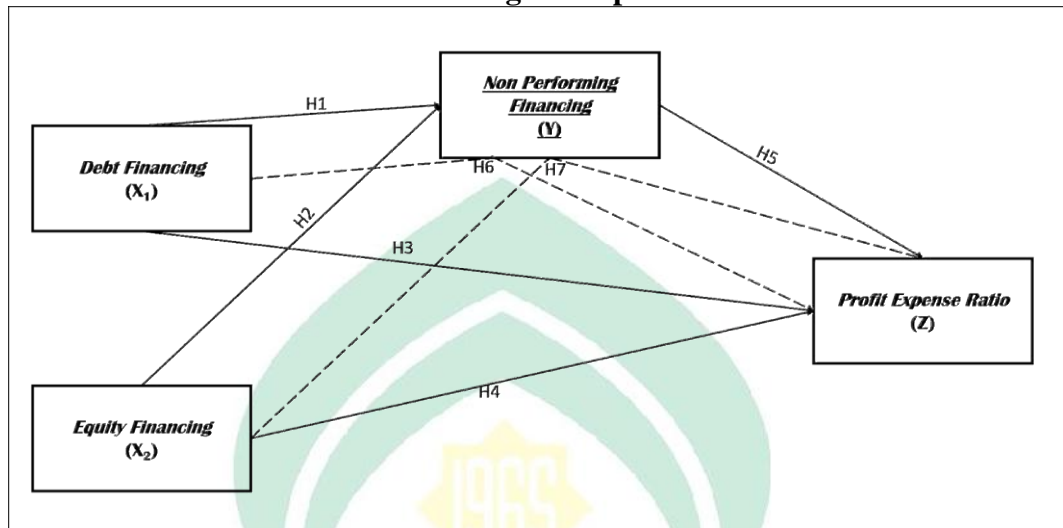 H1
Non Performing
Financing
(Y)
Debt Financing
(X₁)
H6
H7
H5
H2
H3
Profit Expense Ratio
(Z)
H4
Equity Financing
(X₂)
1965